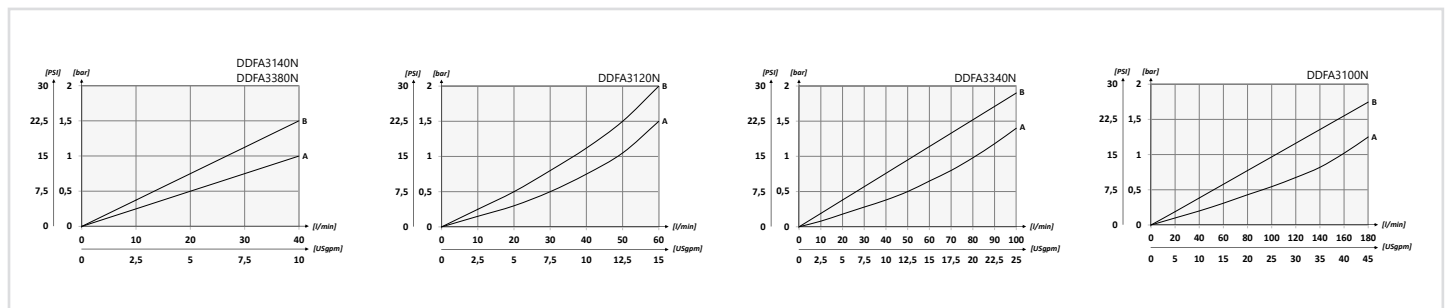 DDFA3140N
DDFA3380N
[PSI] [bar]
30 2
B
22,5 1,5
15 1 A
7,5 0,5
0 0 [l/min]
0 10 20 30 40
[USgpm]
0 2,5 5 7,5 10
DDFA3120N
[PSI] [bar]
30 2 B
22,5 1,5 A
15 1
7,5 0,5
0 0 [l/min]
0 10 20 30 40 50 60
[USgpm]
0 2,5 5 7,5 10 12,5 15
DDFA3340N
[PSI] [bar]
30 2
B
22,5 1,5
A
15 1
7,5 0,5
0 0 [l/min]
0 10 20 30 40 50 60 70 80 90 100
[USgpm]
0 2,5 5 7,5 10 12,5 15 17,5 20 22,5 25
DDFA3100N
[PSI] [bar]
30 2
B
22,5 1,5
A
15 1
7,5 0,5
0 0 [l/min]
0 20 40 60 80 100 120 140 160 180
[USgpm]
0 5 10 15 20 25 30 35 40 45